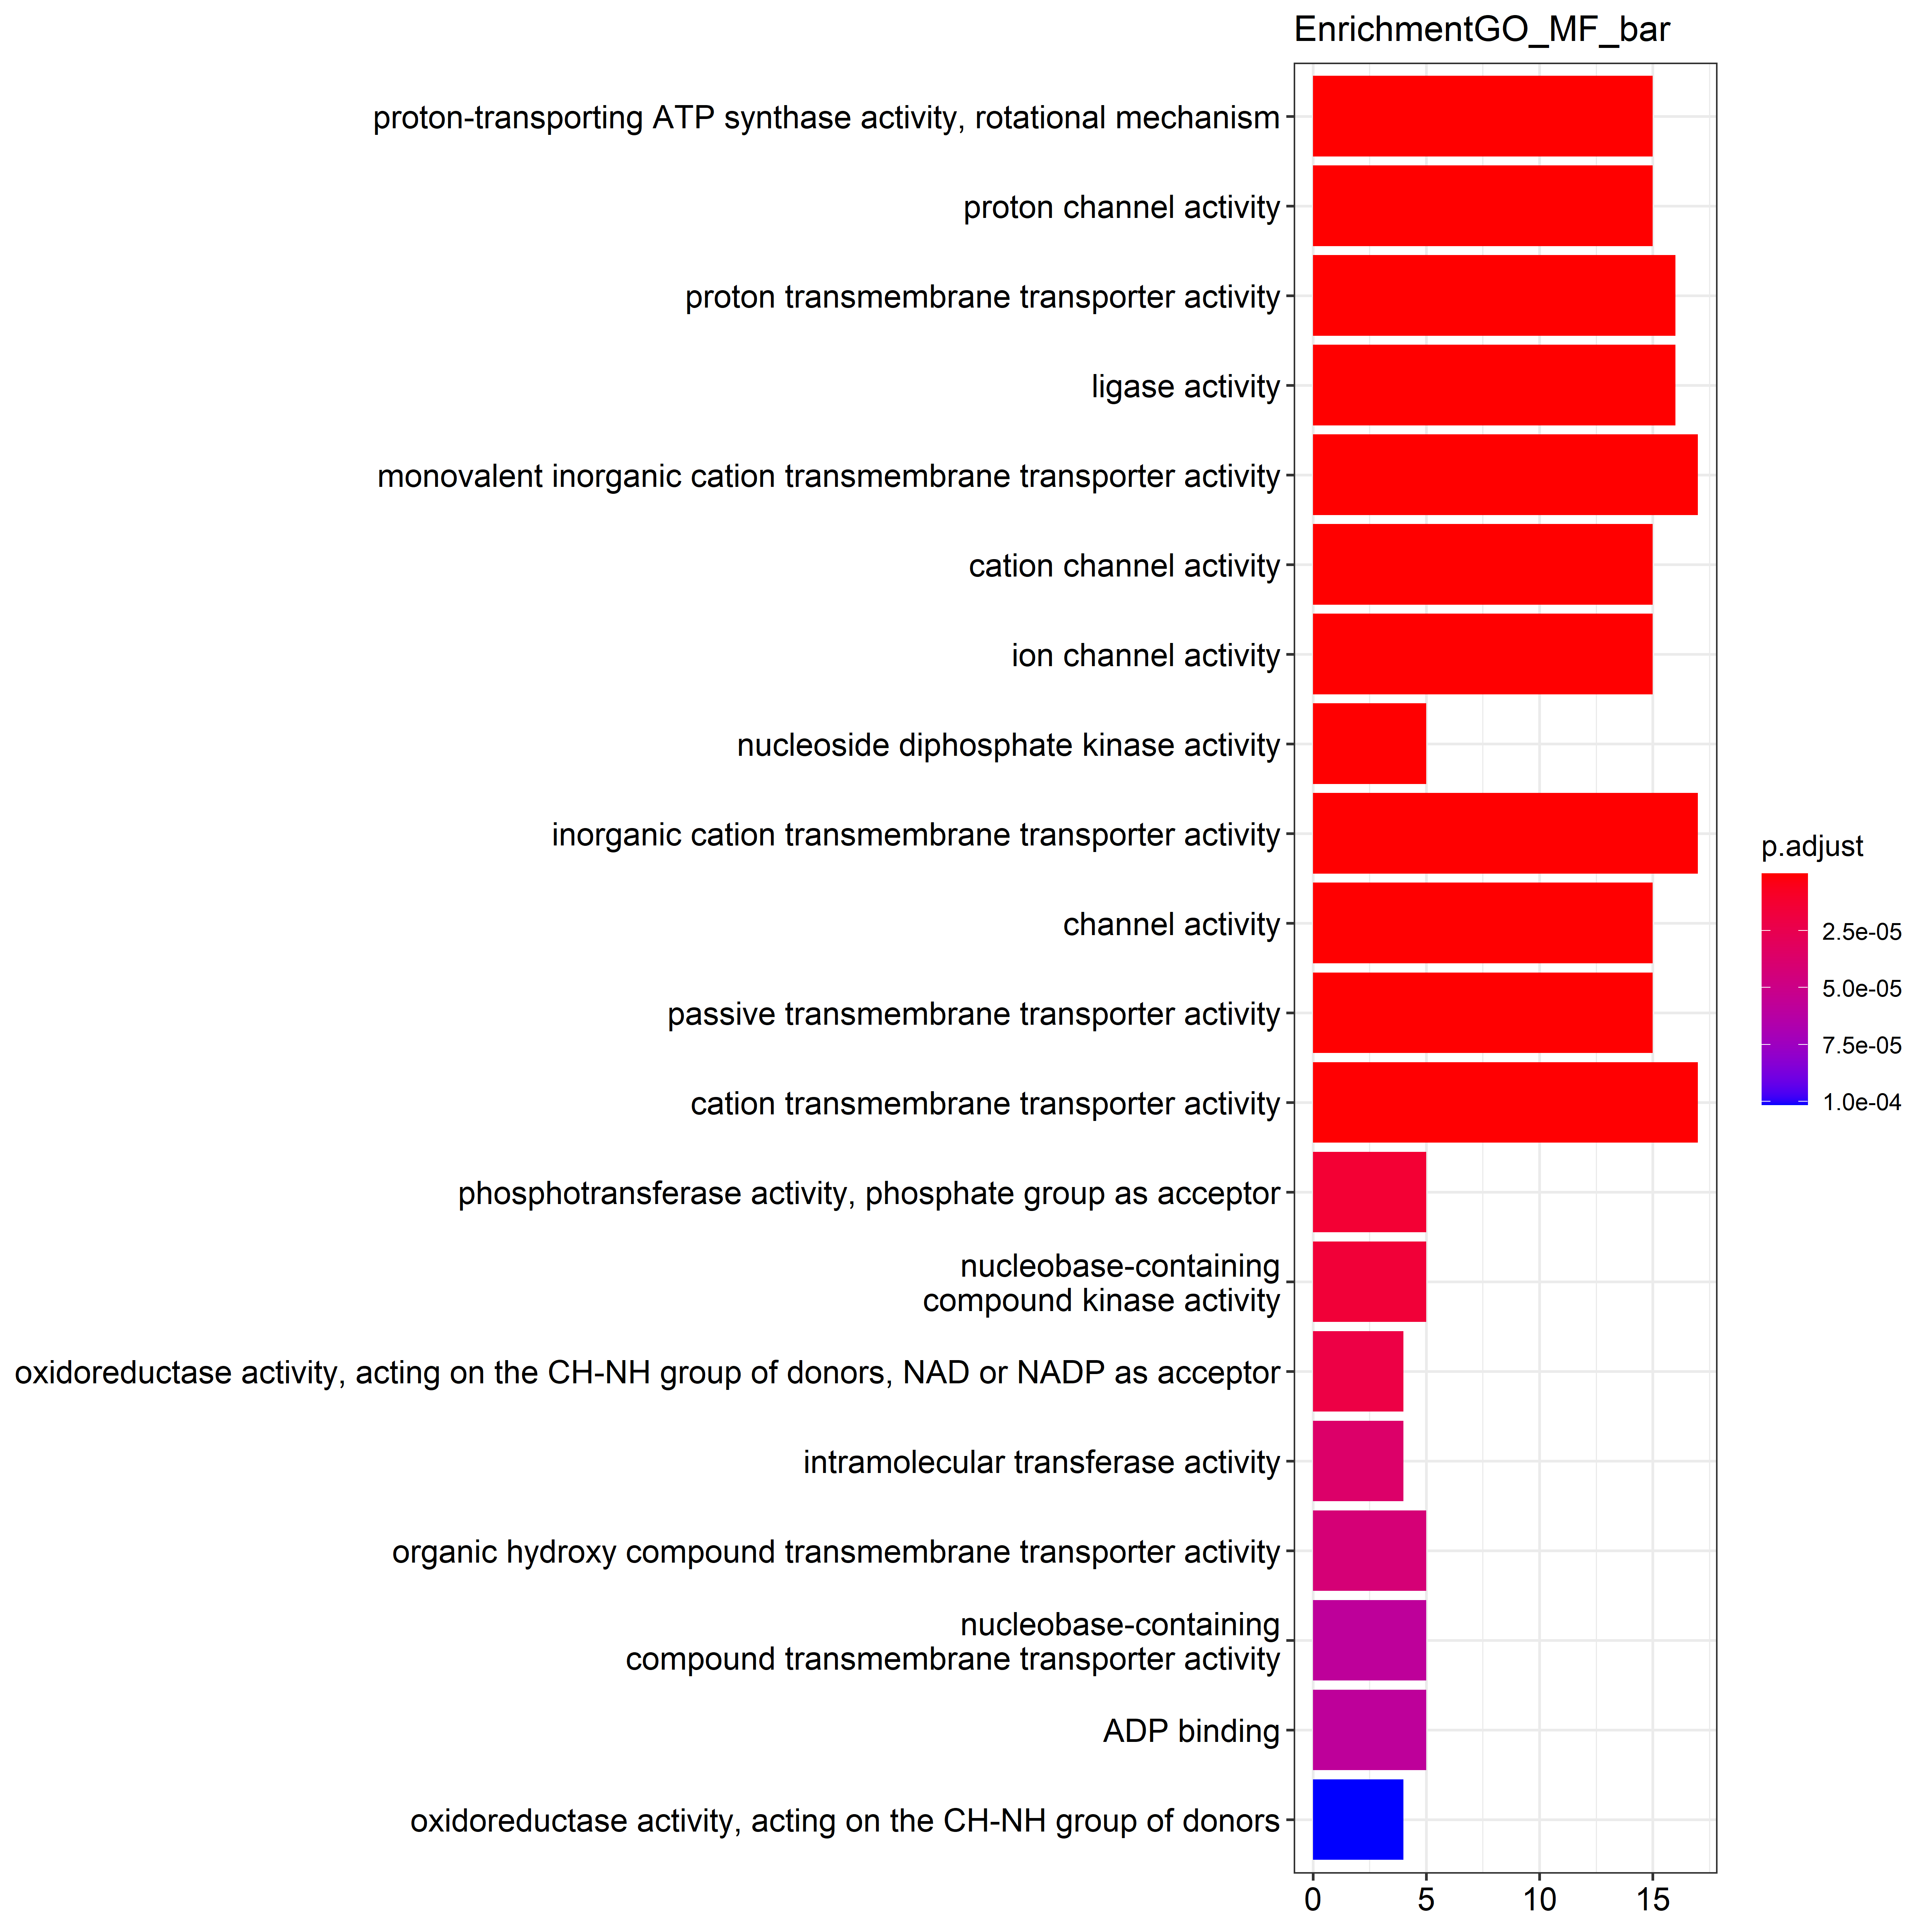 EnrichmentGO_MF_bar
proton-transporting ATP synthase activity, rotational mechanism
proton channel activity
proton transmembrane transporter activity
ligase activity
monovalent inorganic cation transmembrane transporter activity
cation channel activity
ion channel activity
nucleoside diphosphate kinase activity
inorganic cation transmembrane transporter activity
channel activity
passive transmembrane transporter activity
cation transmembrane transporter activity
phosphotransferase activity, phosphate group as acceptor
nucleobase-containing
compound kinase activity
oxidoreductase activity, acting on the CH-NH group of donors, NAD or NADP as acceptor
intramolecular transferase activity
organic hydroxy compound transmembrane transporter activity
nucleobase-containing
compound transmembrane transporter activity
ADP binding
oxidoreductase activity, acting on the CH-NH group of donors
0 5 10 15
p.adjust
2.5e-05
5.0e-05
7.5e-05
1.0e-04